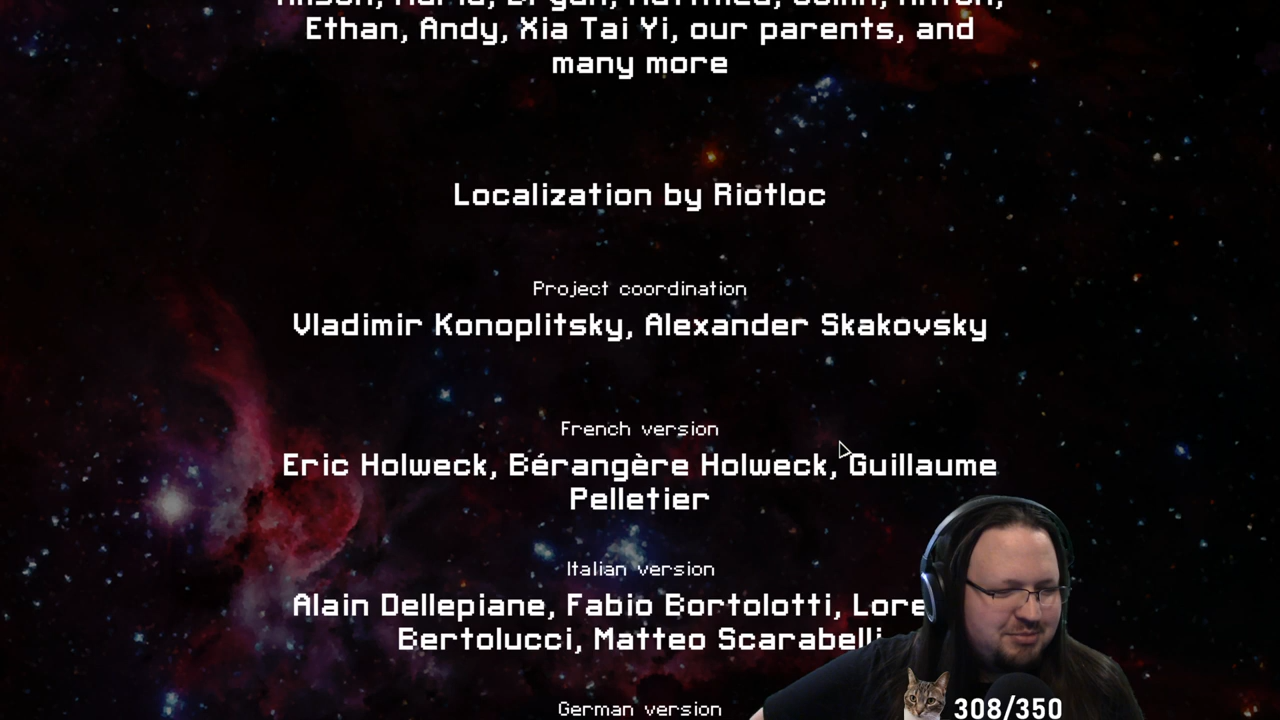 Ethan, Andy, Xia Tai Yi, our parents, and
many more
Localization by Riotloc
Project coordination
Vladimir Konoplitsky, Alexander Skakovsky
French version
Eric Holweck, Bérangère Holweck, Guillaume
Pelletier
Italian version
Alain Dellepiane, Fabio Bortolotti,
Bertolucci, Matteo Scarabelli
German version
308/350